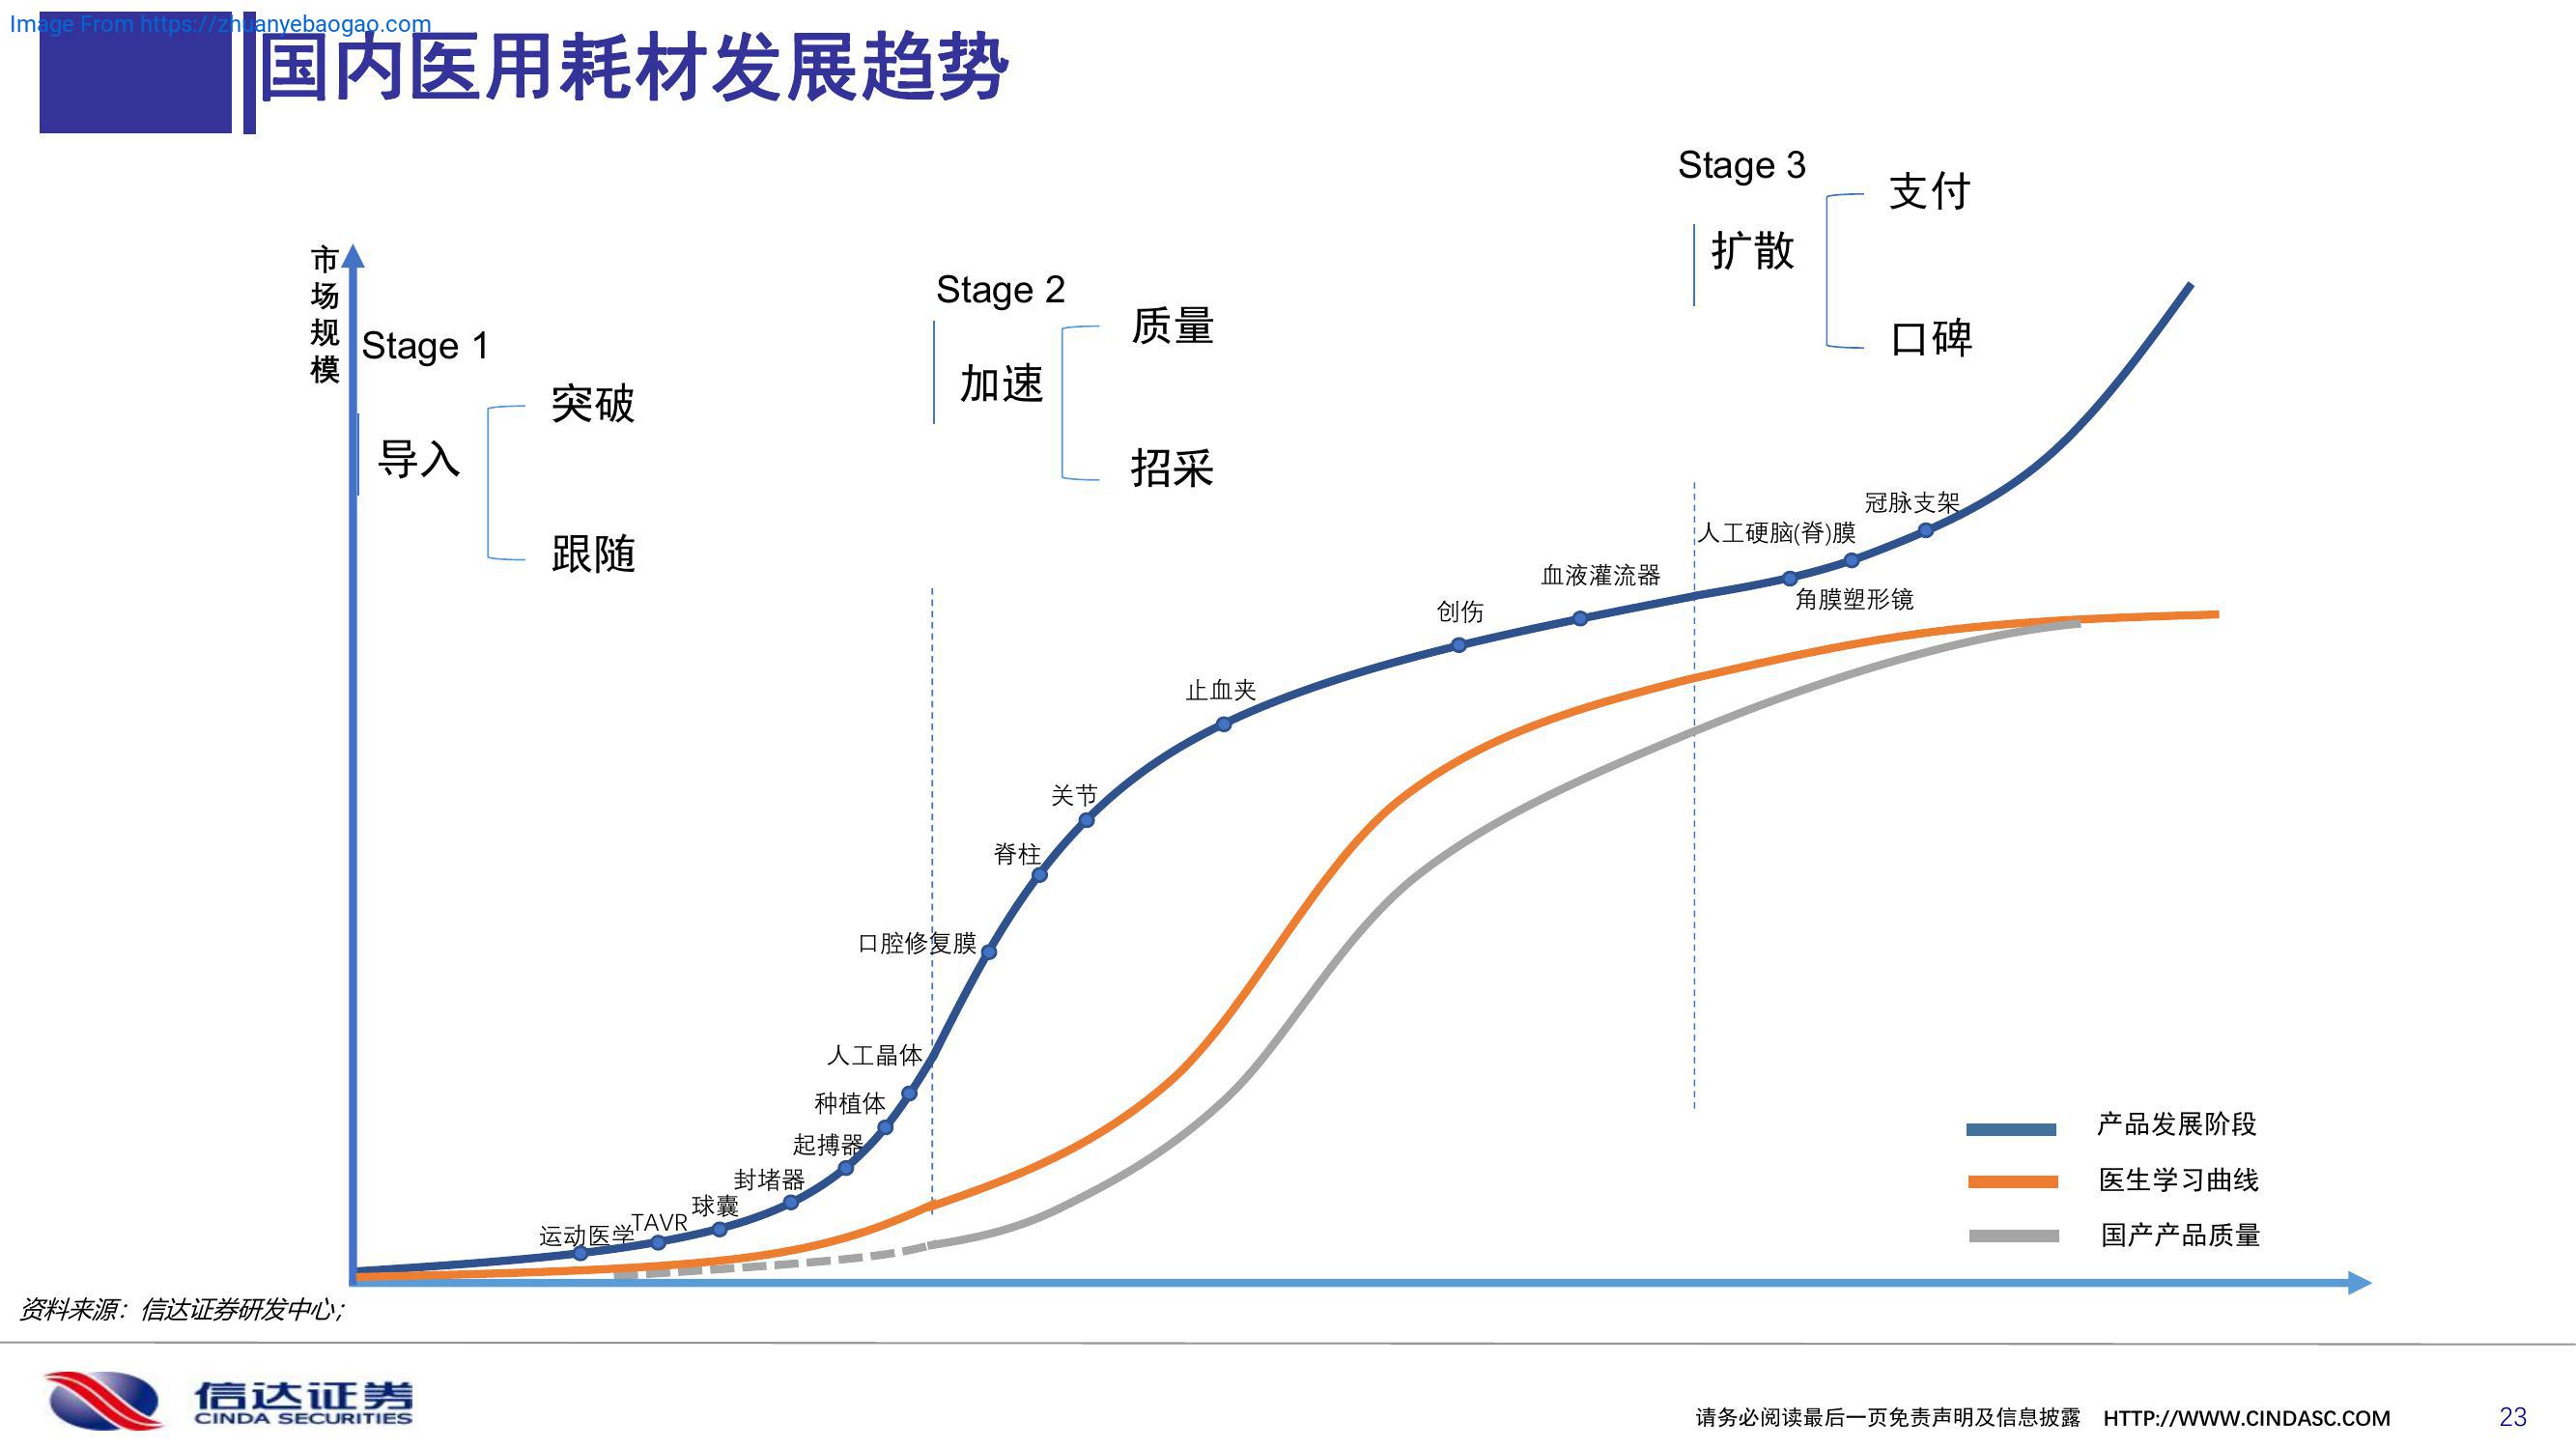 Image From https://zhuanyebaogao.com
国内医用耗材发展趋势
市场规模
Stage 1
导入
突破
跟随
Stage 2
加速
质量
招采
Stage 3
扩散
支付
口碑
运动医学
TAVR
球囊
封堵器
起搏器
种植体
人工晶体
口腔修复膜
脊柱
关节
止血夹
创伤
血液灌流器
人工硬脑(脊)膜
角膜塑形镜
冠脉支架
产品发展阶段
医生学习曲线
国产产品质量
资料来源：信达证券研发中心；
信达证券
CINDA SECURITIES
请务必阅读最后一页免责声明及信息披露 HTTP://WWW.CINDASC.COM 23